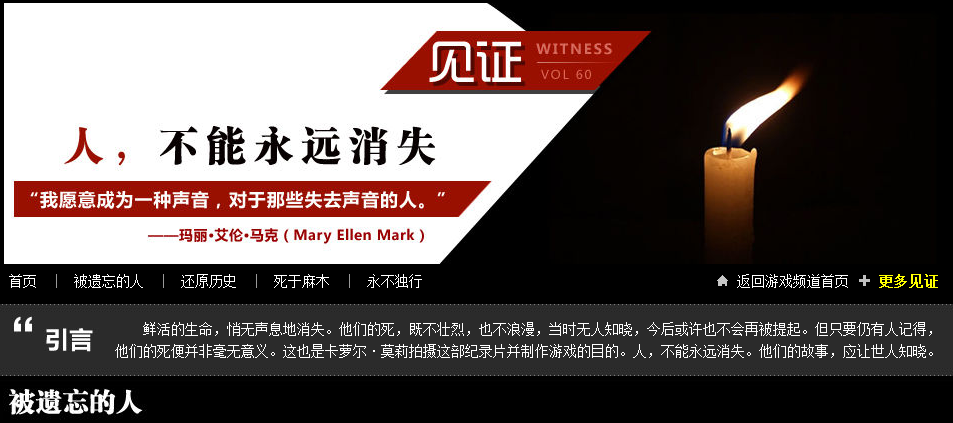 见证
WITNESS
VOL 60
人，不能永远消失
“我愿意成为一种声音，对于那些失去声音的人。”
——玛丽•艾伦•马克（Mary Ellen Mark）
首页 | 被遗忘的人 | 还原历史 | 死于麻木 | 永不独行 返回游戏频道首页 更多见证
“引言
鲜活的生命，悄无声息地消失。他们的死，既不壮烈，也不浪漫，当时无人知晓，今后或许也不会再被提起。但只要仍有人记得，
他们的死便并非毫无意义。这也是卡萝尔·莫莉拍摄这部纪录片并制作游戏的目的。人，不能永远消失。他们的故事，应让世人知晓。
被遗忘的人